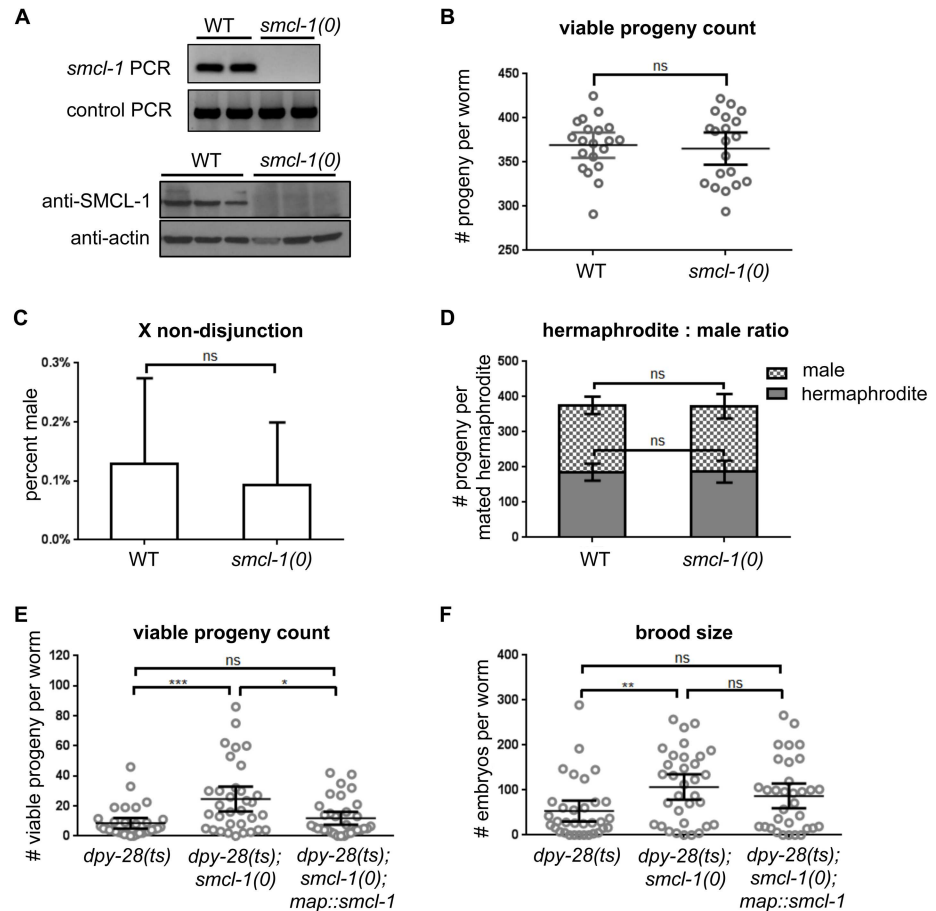 A
WT smcl-1(0)
smcl-1 PCR
control PCR
WT smcl-1(0)
anti-SMCL-1
anti-actin
B
viable progeny count
ns
# progeny per worm
450
400
350
300
250
WT smcl-1(0)
C
X non-disjunction
ns
percent male
0.3%
0.2%
0.1%
0.0%
WT smcl-1(0)
D
hermaphrodite : male ratio
ns
ns
male
hermaphrodite
# progeny per
mated hermaphrodite
500
400
300
200
100
0
WT smcl-1(0)
E
viable progeny count
ns
*** *
# viable progeny per worm
120
100
80
60
40
20
0
dpy-28(ts) dpy-28(ts); dpy-28(ts);
smcl-1(0) smcl-1(0);
map::smcl-1
F
brood size
ns
** ns
# embryos per worm
400
300
200
100
0
dpy-28(ts) dpy-28(ts); dpy-28(ts);
smcl-1(0) smcl-1(0);
map::smcl-1